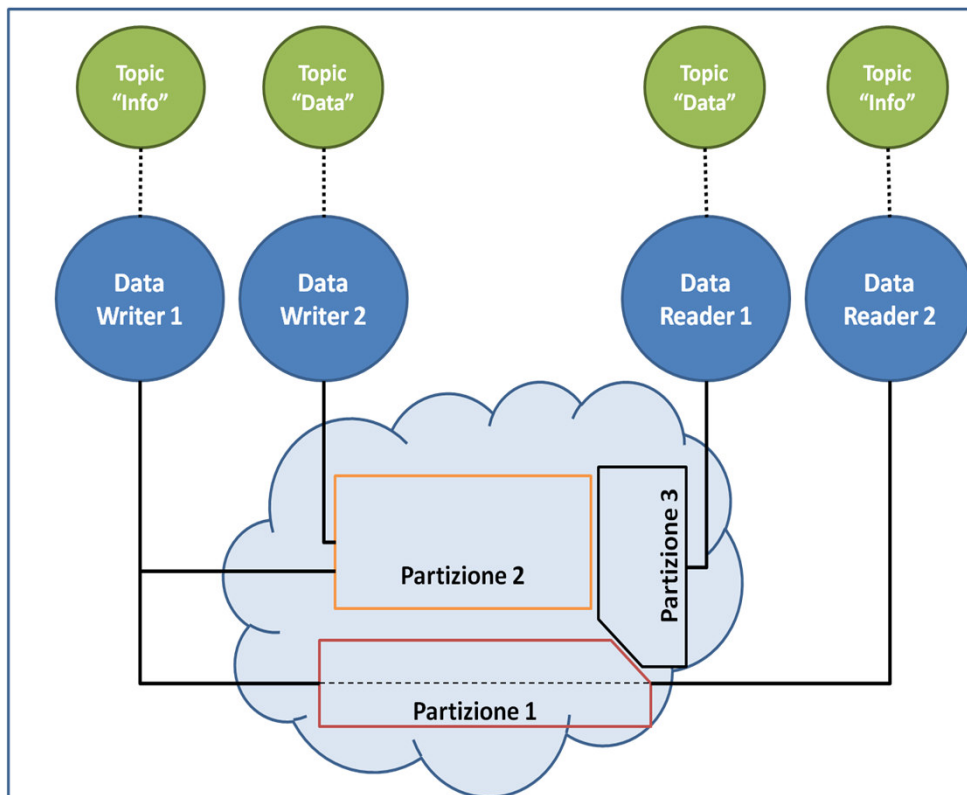 Topic
“Info”
Topic
“Data”
Topic
“Data”
Topic
“Info”
Data
Writer 1
Data
Writer 2
Data
Reader 1
Data
Reader 2
Partizione 3
Partizione 2
Partizione 1